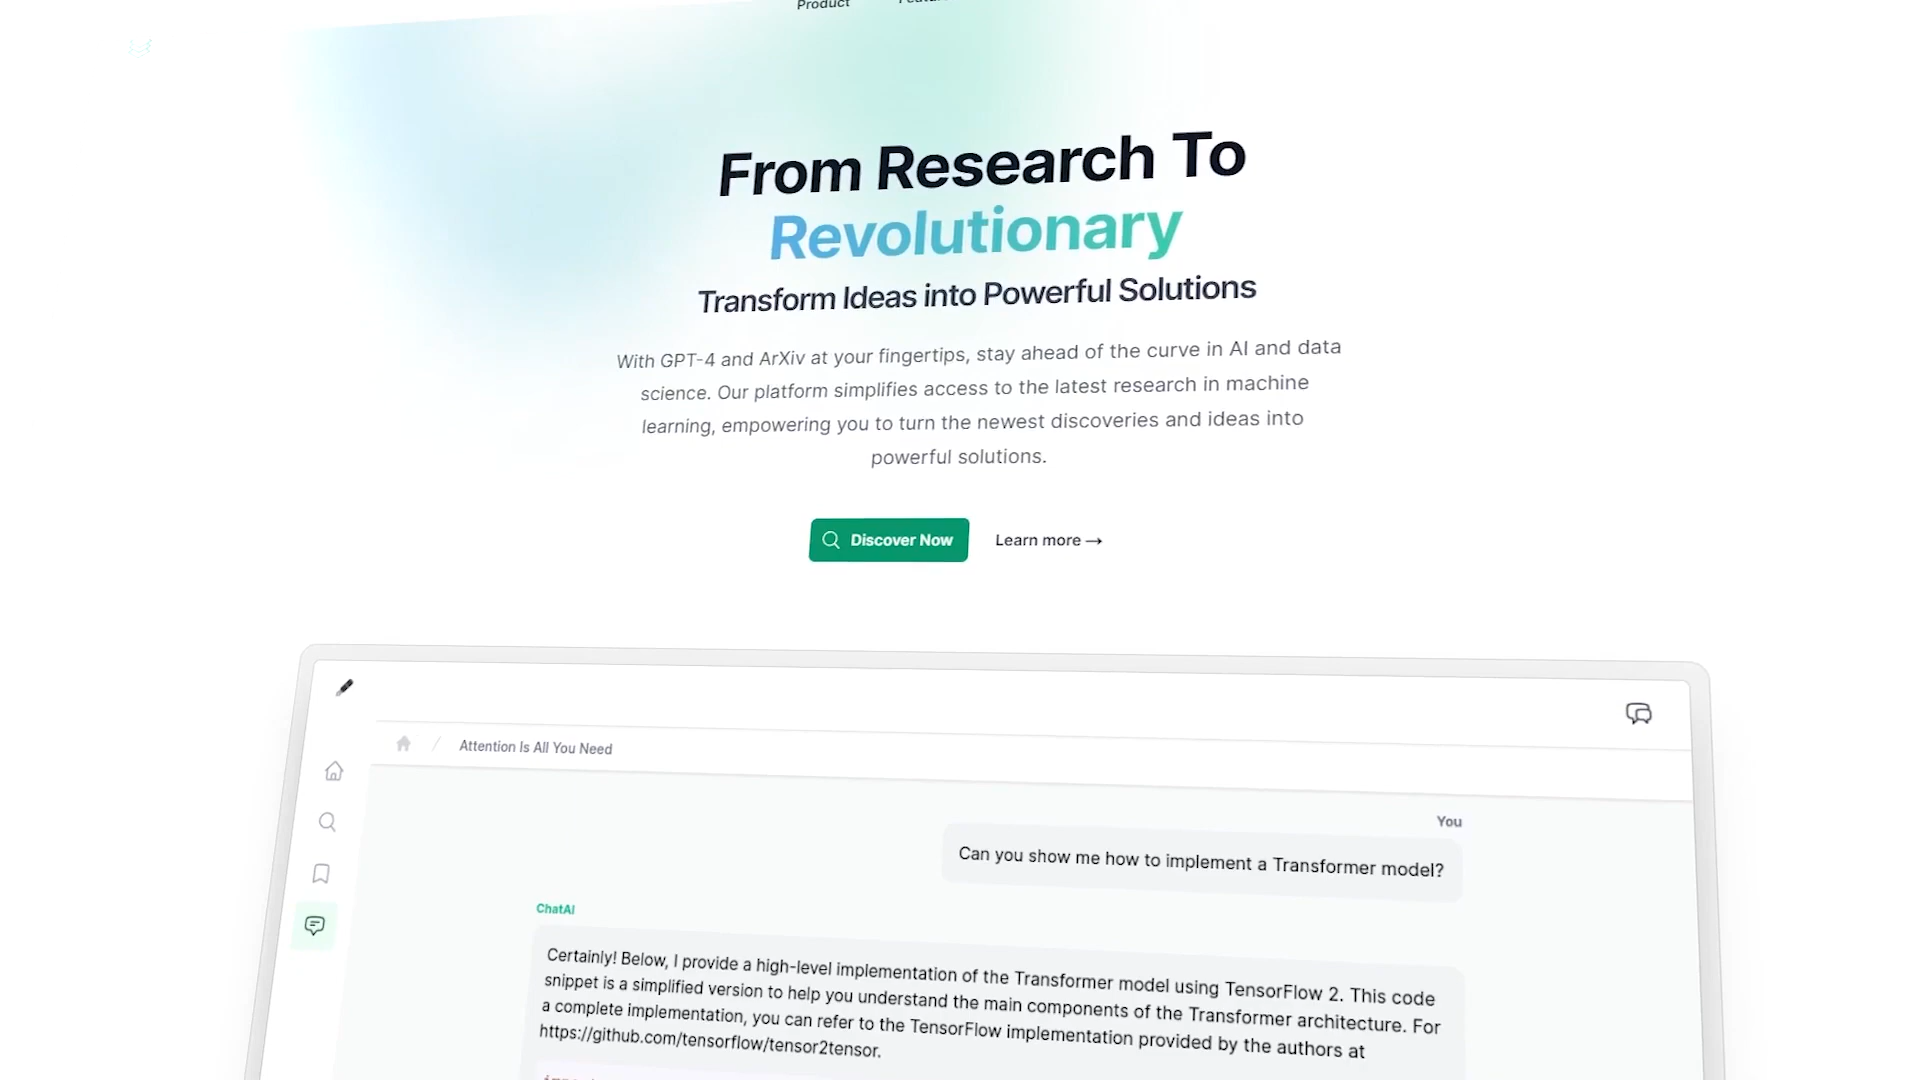 Product
From Research To
Revolutionary
Transform Ideas into Powerful Solutions
With GPT-4 and ArXiv at your fingertips, stay ahead of the curve in AI and data
science. Our platform simplifies access to the latest research in machine
learning, empowering you to turn the newest discoveries and ideas into
powerful solutions.
Discover Now
Learn more →
/ Attention Is All You Need
You
Can you show me how to implement a Transformer model?
ChatAI
Certainly! Below, I provide a high-level implementation of the Transformer model using TensorFlow 2. This code
snippet is a simplified version to help you understand the main components of the Transformer architecture. For
a complete implementation, you can refer to the TensorFlow implementation provided by the authors at
https://github.com/tensorflow/tensor2tensor.